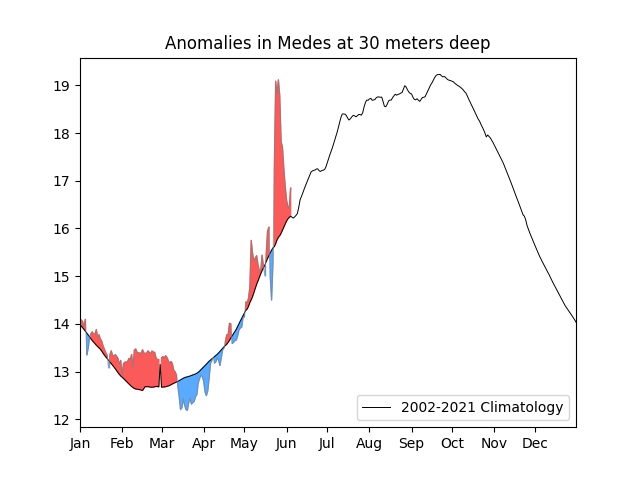 Anomalies in Medes at 30 meters deep
19
18
17
16
15
14
13
12
2002-2021 Climatology
Jan Feb Mar Apr May Jun Jul Aug Sep Oct Nov Dec